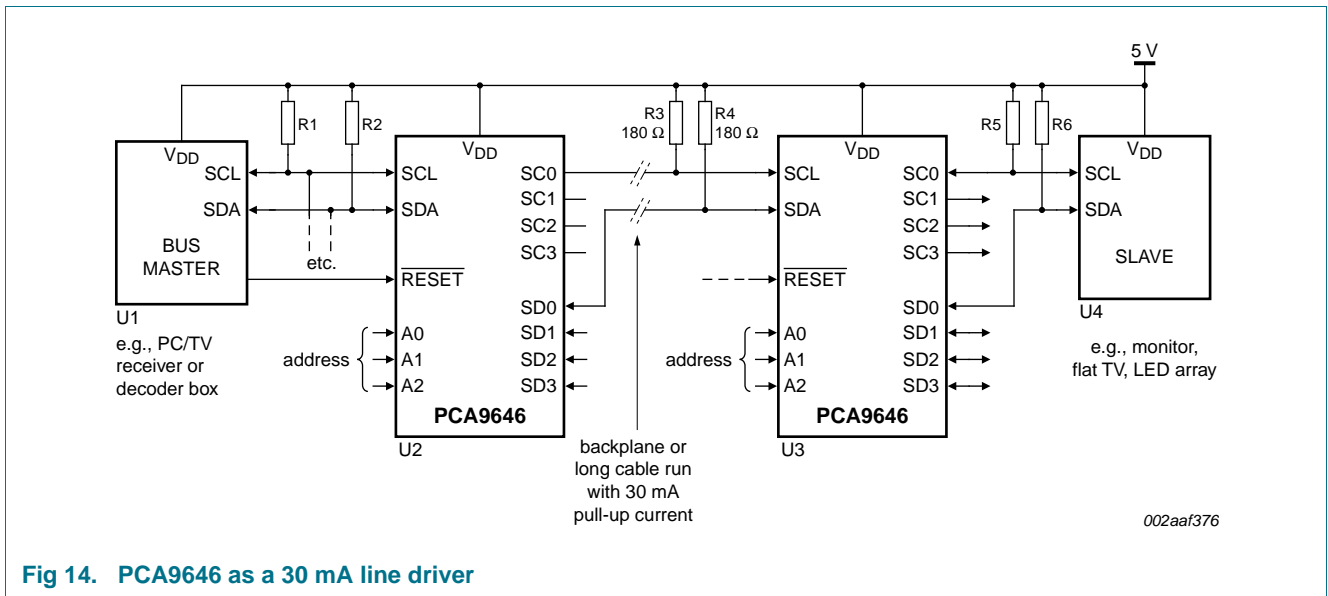 5 V
R1
R2
R3
180 Ω
R4
180 Ω
R5
R6
VDD
SCL
SDA
BUS
MASTER
U1
e.g., PC/TV
receiver or
decoder box
etc.
VDD
SCL
SDA
RESET
A0
A1
A2
address
SC0
SC1
SC2
SC3
SD0
SD1
SD2
SD3
PCA9646
U2
backplane or
long cable run
with 30 mA
pull-up current
VDD
SCL
SDA
RESET
A0
A1
A2
address
SC0
SC1
SC2
SC3
SD0
SD1
SD2
SD3
PCA9646
U3
VDD
SCL
SDA
SLAVE
U4
e.g., monitor,
flat TV, LED array
002aaf376
Fig 14. PCA9646 as a 30 mA line driver